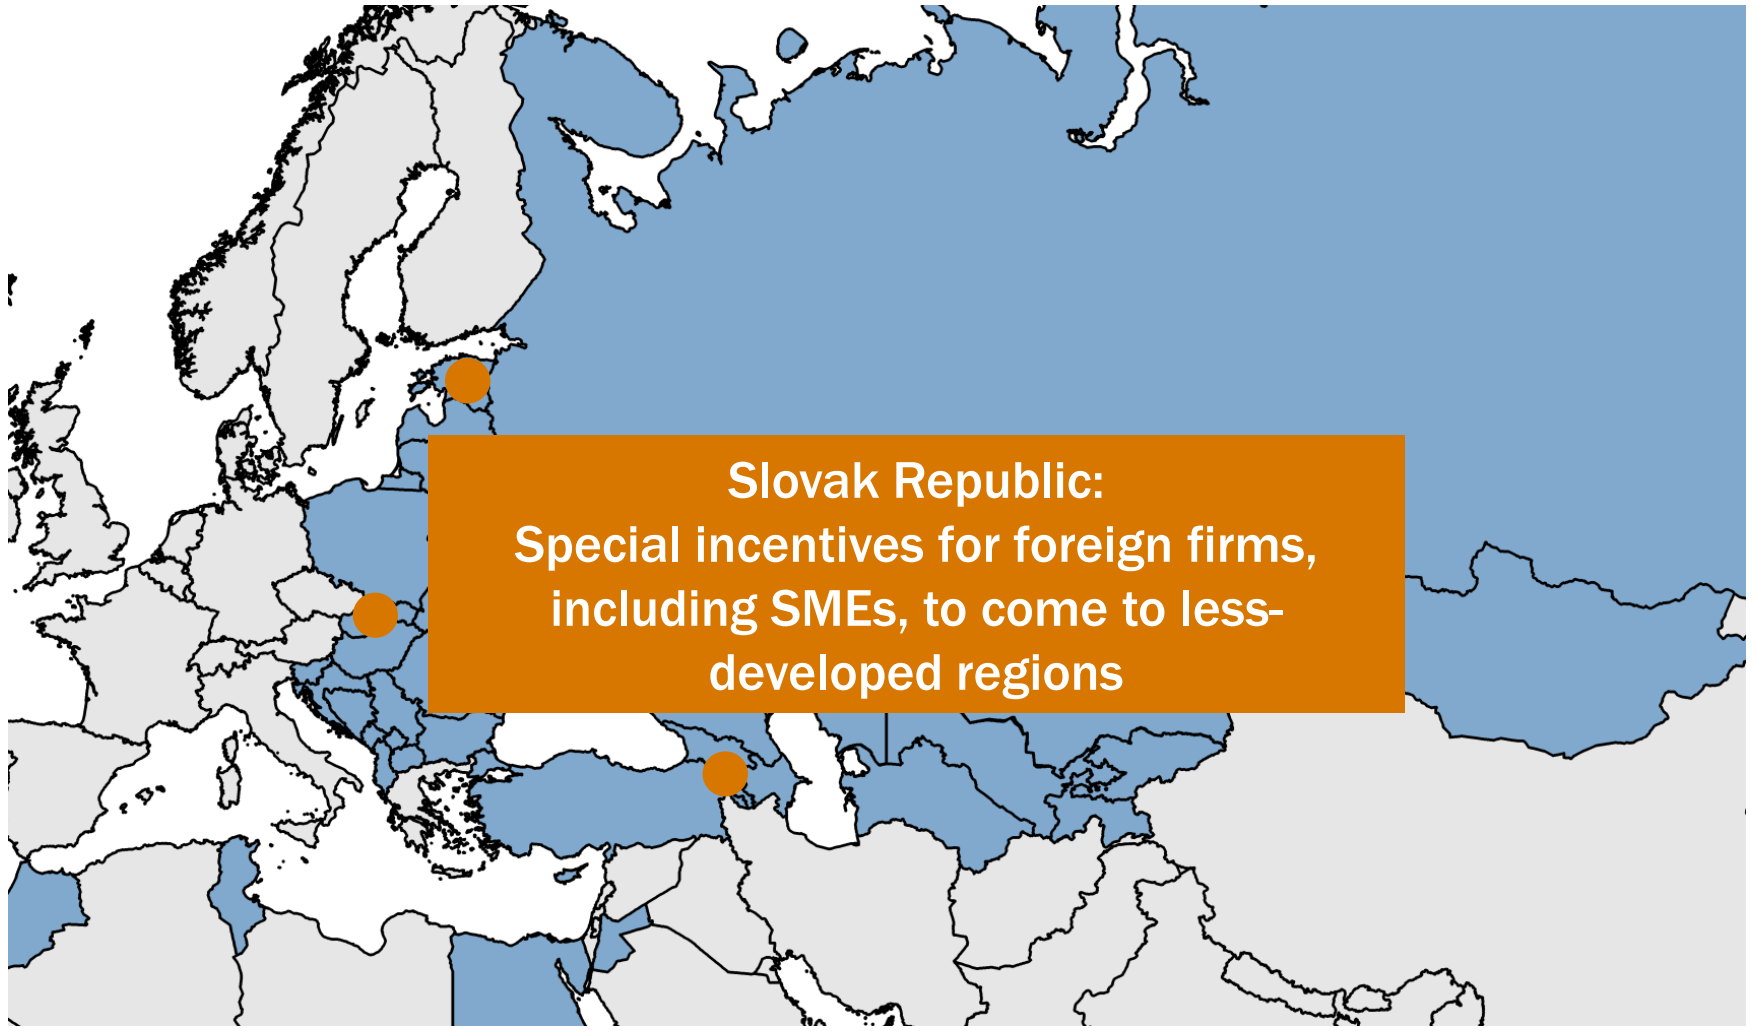 Slovak Republic:
Special incentives for foreign firms,
including SMEs, to come to less-
developed regions